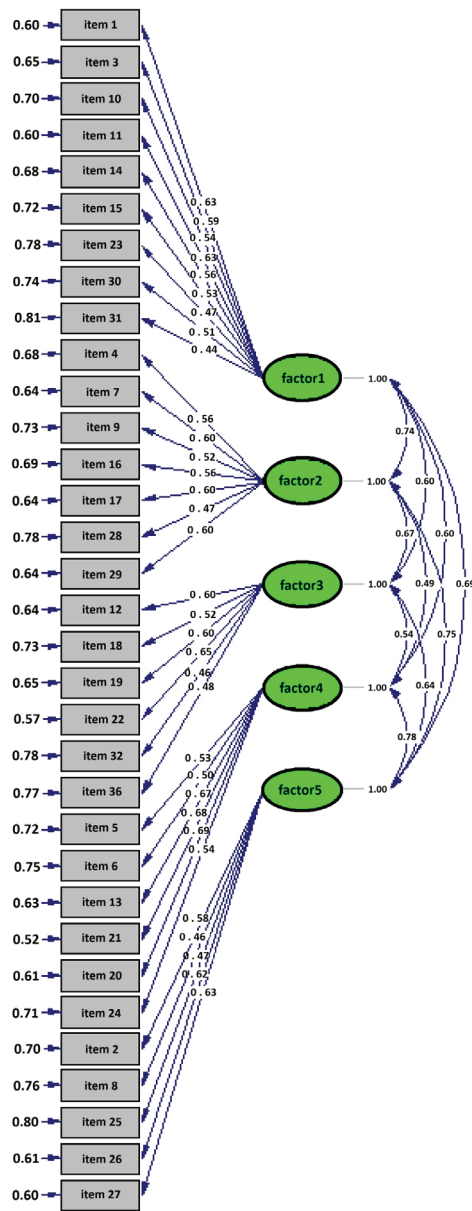 0.60 item 1
0.65 item 3
0.70 item 10
0.60 item 11
0.68 item 14
0.72 item 15
0.78 item 23
0.74 item 30
0.81 item 31
0.68 item 4
0.64 item 7
0.73 item 9
0.69 item 16
0.64 item 17
0.78 item 28
0.64 item 29
0.64 item 12
0.73 item 18
0.65 item 19
0.57 item 22
0.78 item 32
0.77 item 36
0.72 item 5
0.75 item 6
0.63 item 13
0.52 item 21
0.61 item 20
0.71 item 24
0.70 item 2
0.76 item 8
0.80 item 25
0.61 item 26
0.60 item 27
0.63
0.59
0.54
0.63
0.56
0.53
0.47
0.51
0.44
0.56
0.60
0.52
0.56
0.60
0.47
0.60
0.60
0.52
0.60
0.65
0.46
0.48
0.53
0.50
0.67
0.68
0.69
0.54
0.58
0.46
0.47
0.62
0.63
factor1 1.00
factor2 1.00
factor3 1.00
factor4 1.00
factor5 1.00
0.74
0.60
0.67
0.60
0.49
0.69
0.54
0.75
0.64
0.78